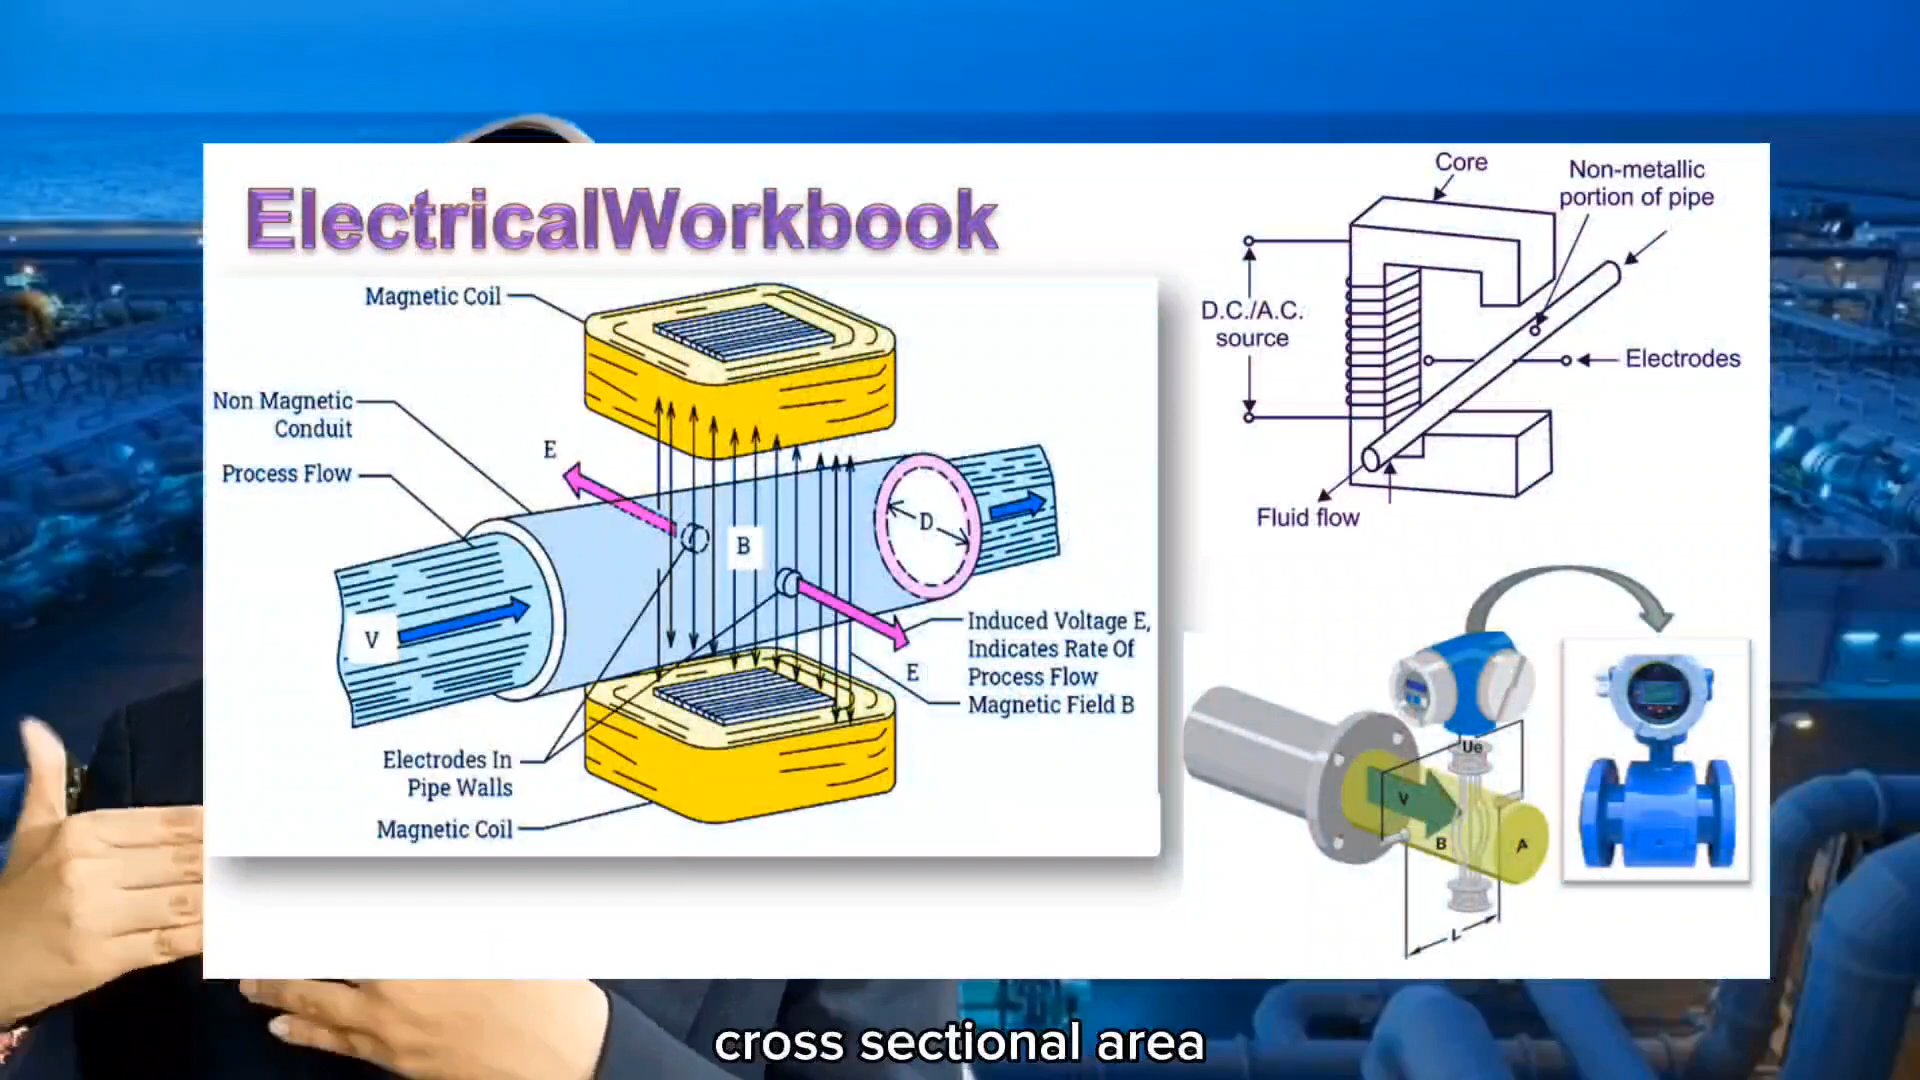 ElectricalWorkbook
Magnetic Coil
Non Magnetic
Conduit
Process Flow
E
B
D
V
E
Induced Voltage E,
Indicates Rate Of
Process Flow
Magnetic Field B
Electrodes In
Pipe Walls
Magnetic Coil
Core
Non-metallic
portion of pipe
D.C./A.C.
source
Electrodes
Fluid flow
Ue
V
B
A
L
cross sectional area